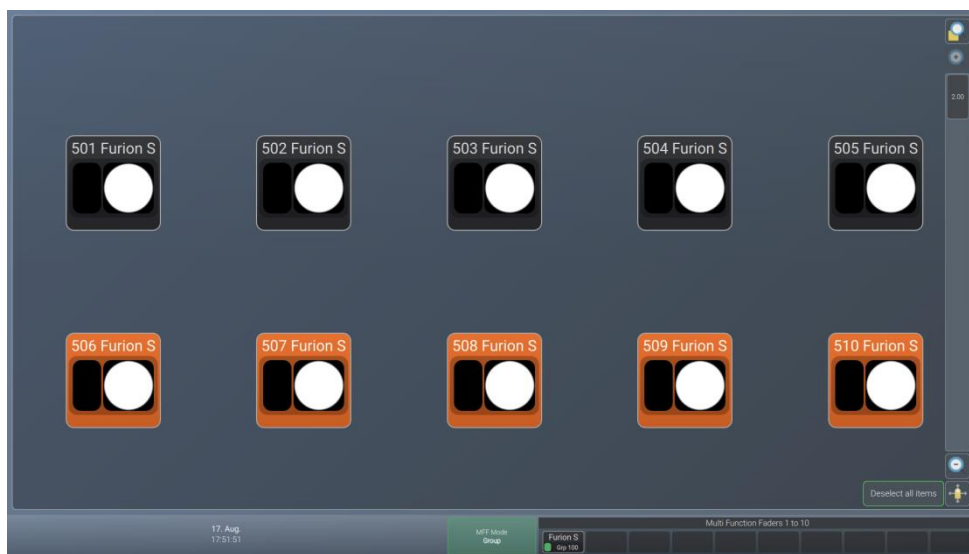 2.00
501 Furion S
502 Furion S
503 Furion S
504 Furion S
505 Furion S
506 Furion S
507 Furion S
508 Furion S
509 Furion S
510 Furion S
Deselect all items
17. Aug.
17:51:51
MFF Mode
Group
Multi Function Faders 1 to 10
Furion S
Grp 100